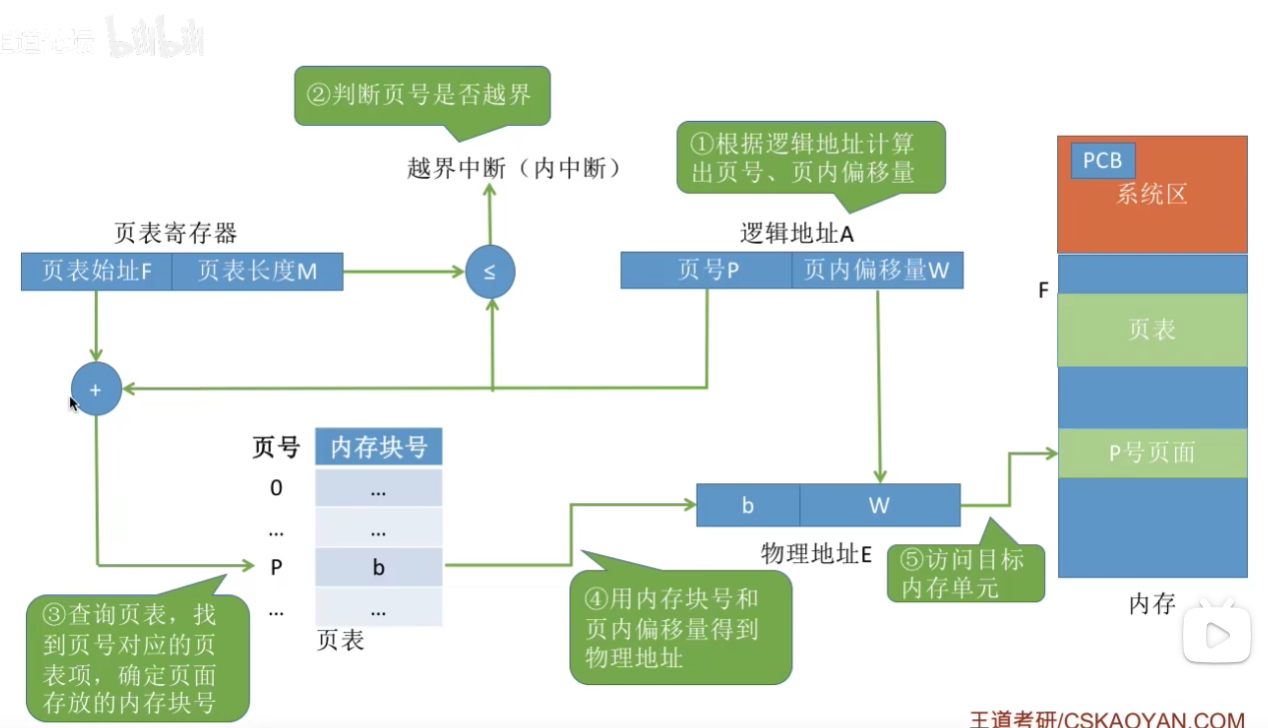 王道论坛 bilibili
②判断页号是否越界
越界中断（内中断）
①根据逻辑地址计算
出页号、页内偏移量
PCB
系统区
页表寄存器
逻辑地址A
页表始址F 页表长度M
≤
页号P 页内偏移量W
F
页表
+
页号 内存块号
0 ...
... ...
P b
... ...
页表
P号页面
b W
物理地址E
③查询页表，找
到页号对应的页
表项，确定页面
存放的内存块号
④用内存块号和
页内偏移量得到
物理地址
⑤访问目标
内存单元
内存
王道考研/CSKAOYAN.COM